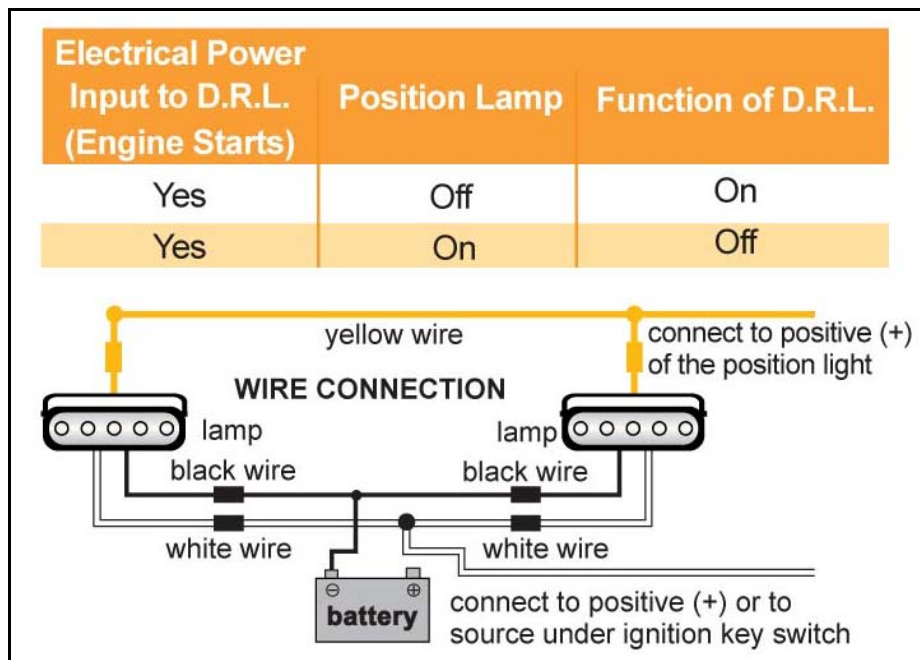 Electrical Power
Input to D.R.L.
(Engine Starts)
Position Lamp
Function of D.R.L.
Yes
Off
On
Yes
On
Off
yellow wire
connect to positive (+)
of the position light
WIRE CONNECTION
lamp
lamp
black wire
black wire
white wire
white wire
⊖ ⊕
battery
connect to positive (+) or to
source under ignition key switch